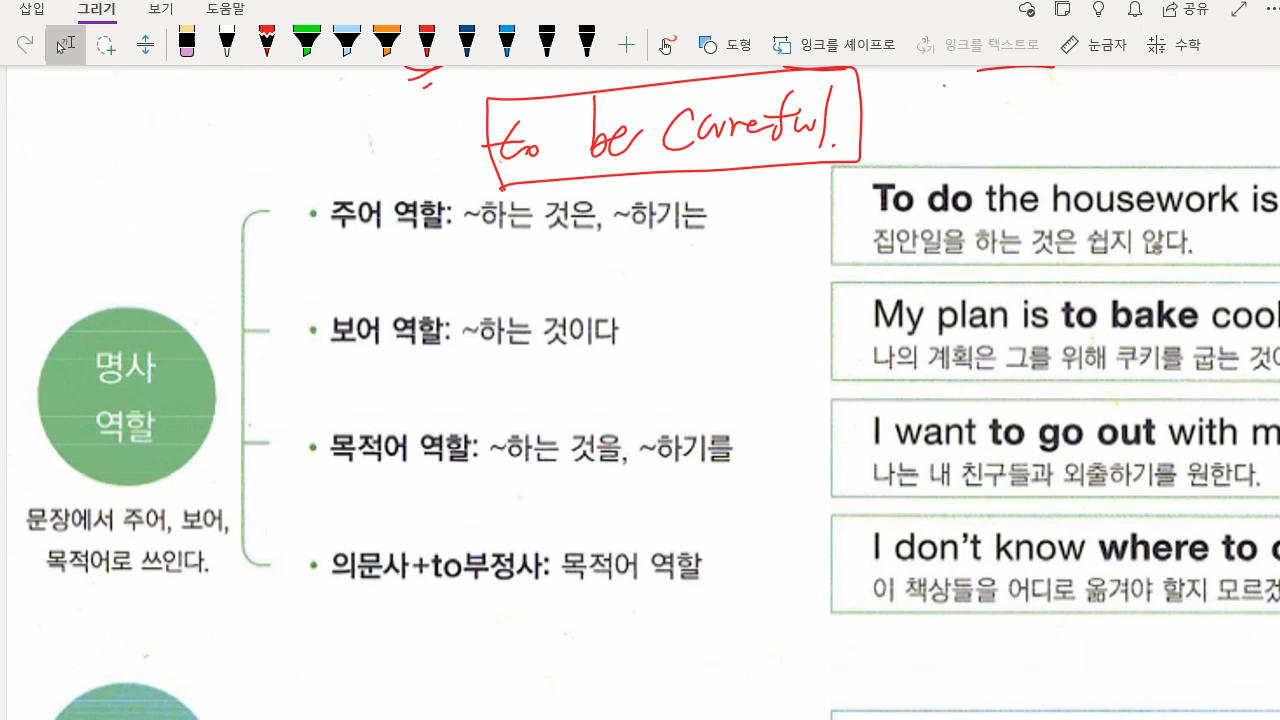 삽입 그리기 보기 도움말
공유
도형 잉크를 셰이프로 잉크를 텍스트로 눈금자 수학
to be careful.
명사
역할
문장에서 주어, 보어,
목적어로 쓰인다.
• 주어 역할: ~하는 것은, ~하기는
To do the housework is
집안일을 하는 것은 쉽지 않다.
• 보어 역할: ~하는 것이다
My plan is to bake
나의 계획은 그를 위해 쿠키를 굽는
• 목적어 역할: ~하는 것을, ~하기를
I want to go out with
나는 내 친구들과 외출하기를 원한다.
• 의문사+to부정사: 목적어 역할
I don't know where to
이 책상들을 어디로 옮겨야 할지